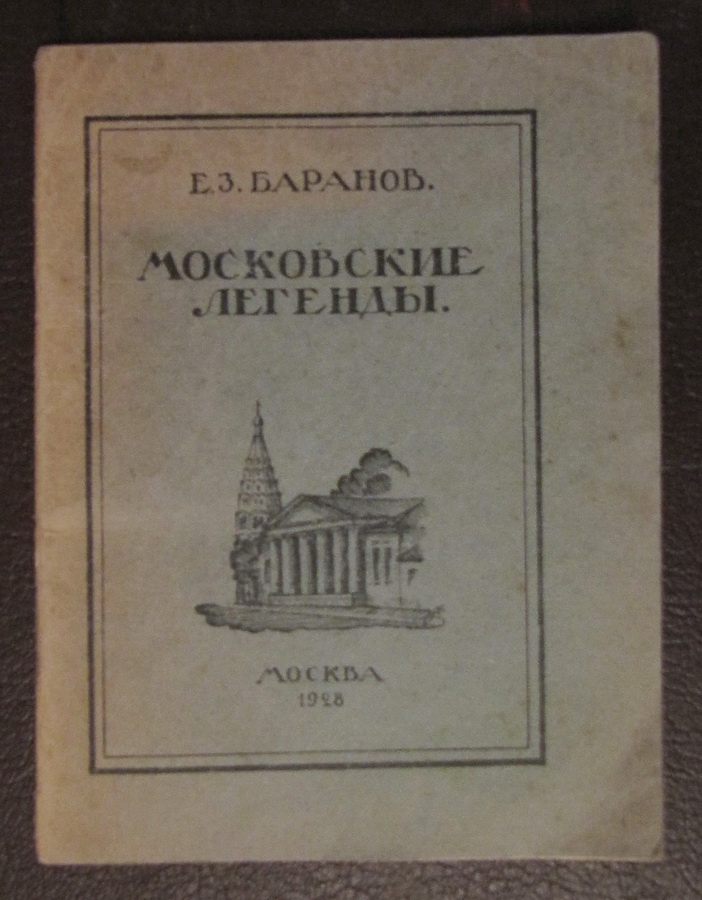 Е.З. БАРАНОВ.
МОСКОВСКИЕ
ЛЕГЕНДЫ.
МОСКВА
1928